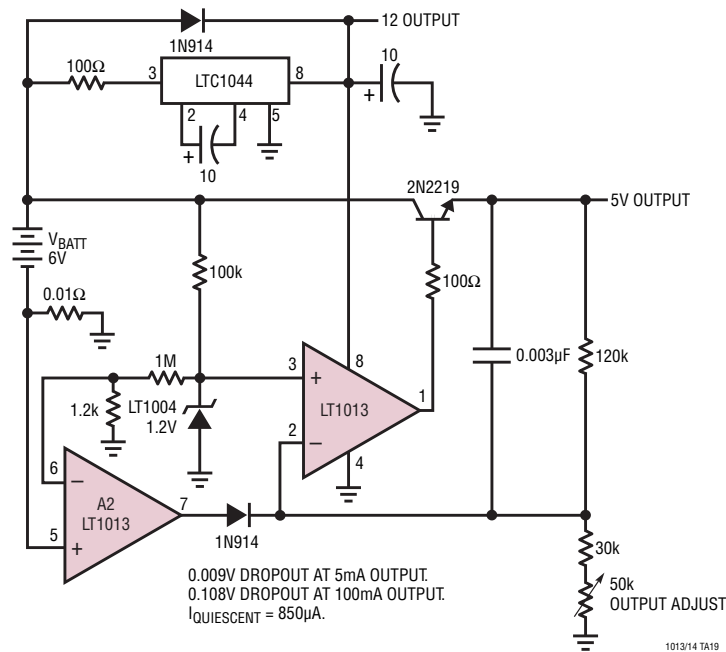 12 OUTPUT
1N914
100Ω
3
LTC1044
8
10
+
2
4
5
+
10
2N2219
5V OUTPUT
V_BATT
6V
100k
100Ω
0.01Ω
1M
3
8
0.003µF
120k
+
1
LT1013
1.2k
LT1004
1.2V
2
–
4
6
–
A2
LT1013
7
5
+
1N914
30k
50k
OUTPUT ADJUST
0.009V DROPOUT AT 5mA OUTPUT.
0.108V DROPOUT AT 100mA OUTPUT.
I_QUIESCENT = 850µA.
1013/14 TA19